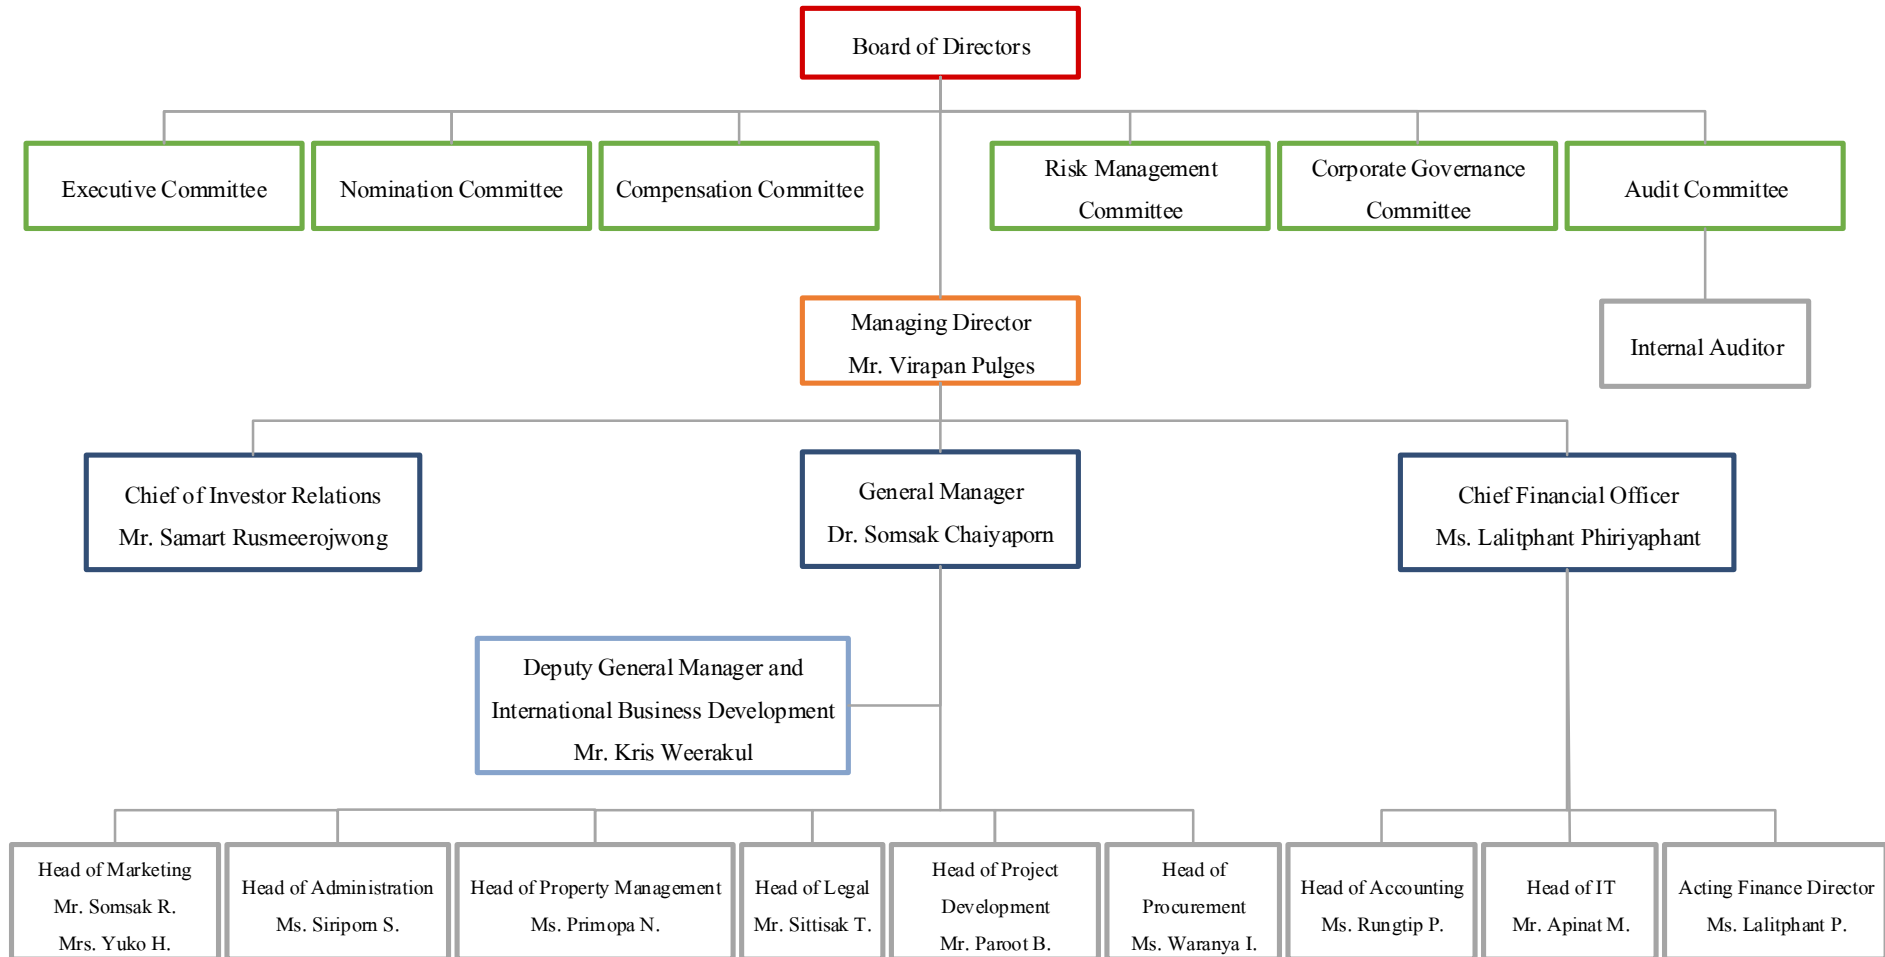 Board of Directors
Executive Committee
Nomination Committee
Compensation Committee
Risk Management
Committee
Corporate Governance
Committee
Audit Committee
Managing Director
Mr. Virapan Pulges
Internal Auditor
Chief of Investor Relations
Mr. Samart Rusmeerojwong
General Manager
Dr. Somsak Chaiyaporn
Chief Financial Officer
Ms. Lalitphant Phiriyaphant
Deputy General Manager and
International Business Development
Mr. Kris Weerakul
Head of Marketing
Mr. Somsak R.
Mrs. Yuko H.
Head of Administration
Ms. Siriporn S.
Head of Property Management
Ms. Primopa N.
Head of Legal
Mr. Sittisak T.
Head of Project
Development
Mr. Paroot B.
Head of
Procurement
Ms. Waranya I.
Head of Accounting
Ms. Rungtip P.
Head of IT
Mr. Apinat M.
Acting Finance Director
Ms. Lalitphant P.